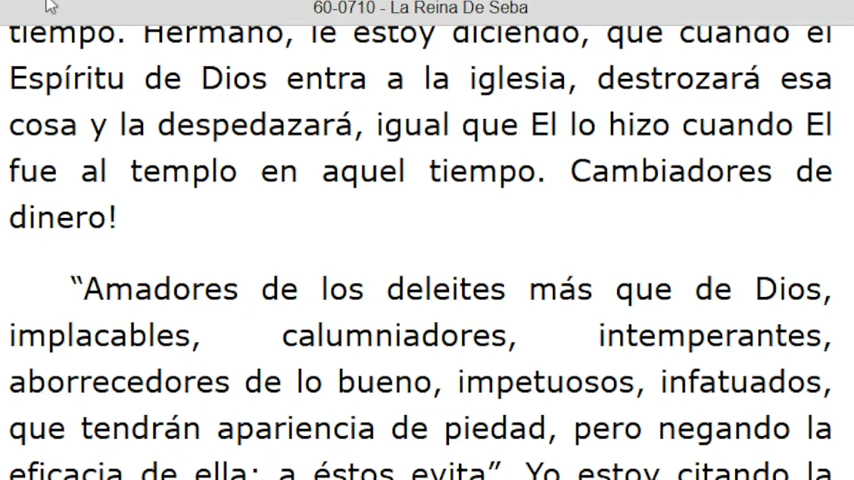 60-0710 - La Reina De Seba
tiempo. Hermano, le estoy diciendo, que cuando el
Espíritu de Dios entra a la iglesia, destrozará esa
cosa y la despedazará, igual que El lo hizo cuando El
fue al templo en aquel tiempo. Cambiadores de
dinero!
“Amadores de los deleites más que de Dios,
implacables, calumniadores, intemperantes,
aborrecedores de lo bueno, impetuosos, infatuados,
que tendrán apariencia de piedad, pero negando la
eficacia de ella; a éstos evita”. Yo estoy citando la